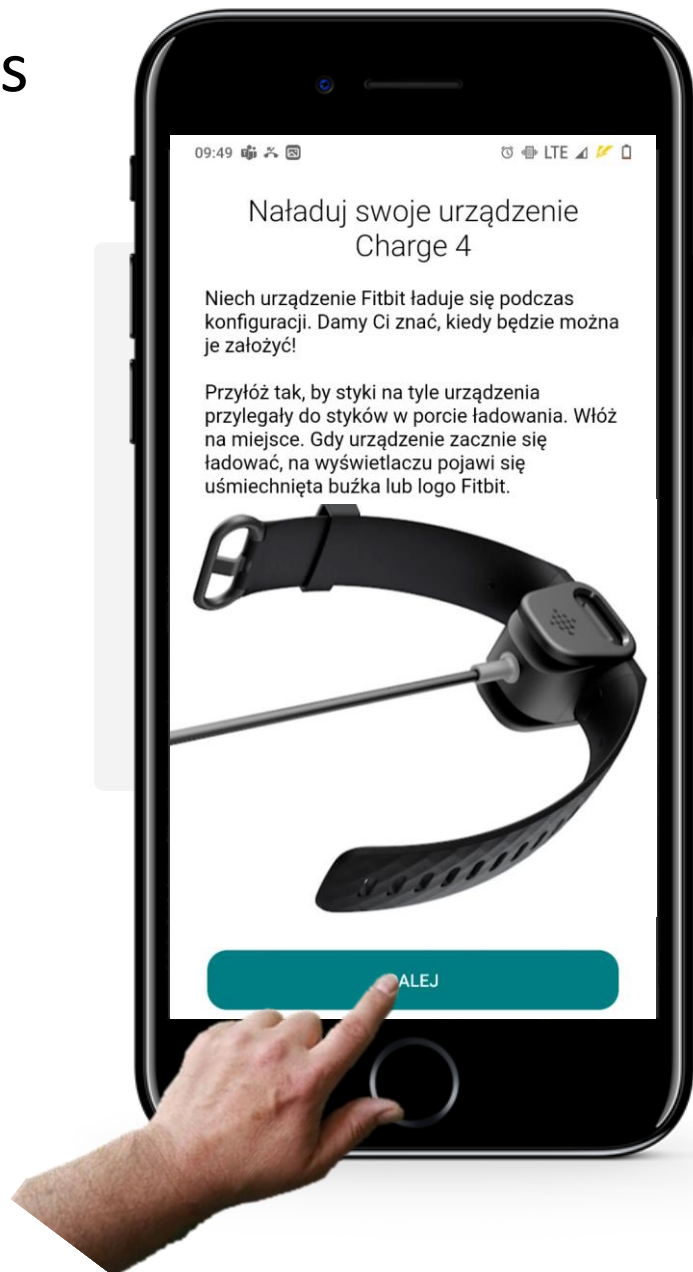 s
09:49
LTE
Naładuj swoje urządzenie
Charge 4
Niech urządzenie Fitbit ładuje się podczas
konfiguracji. Damy Ci znać, kiedy będzie można
je założyć!
Przyłóż tak, by styki na tyle urządzenia
przylegały do styków w porcie ładowania. Włóż
na miejsce. Gdy urządzenie zacznie się
ładować, na wyświetlaczu pojawi się
uśmiechnięta buźka lub logo Fitbit.
ALEJ